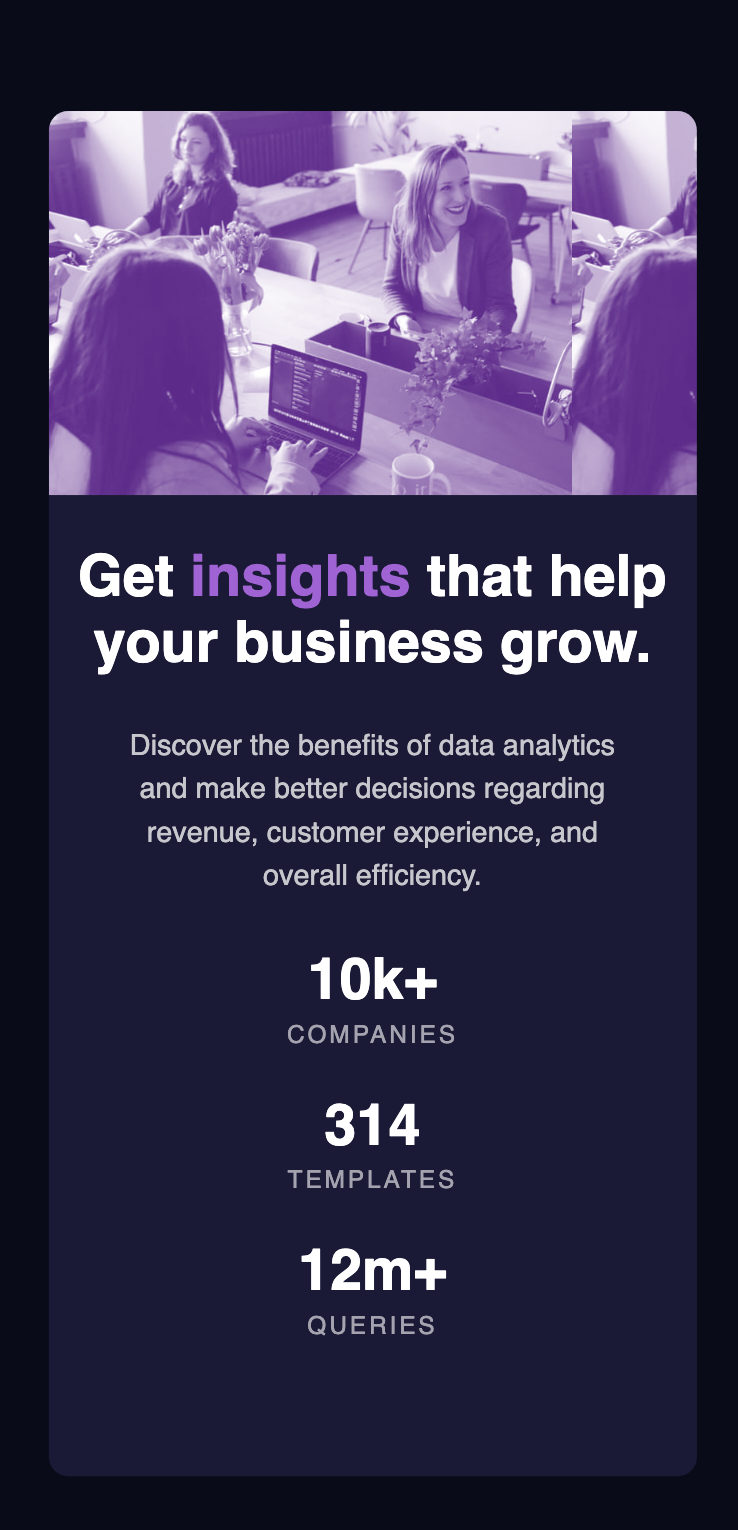 Get insights that help
your business grow.
Discover the benefits of data analytics
and make better decisions regarding
revenue, customer experience, and
overall efficiency.
10k+
COMPANIES
314
TEMPLATES
12m+
QUERIES